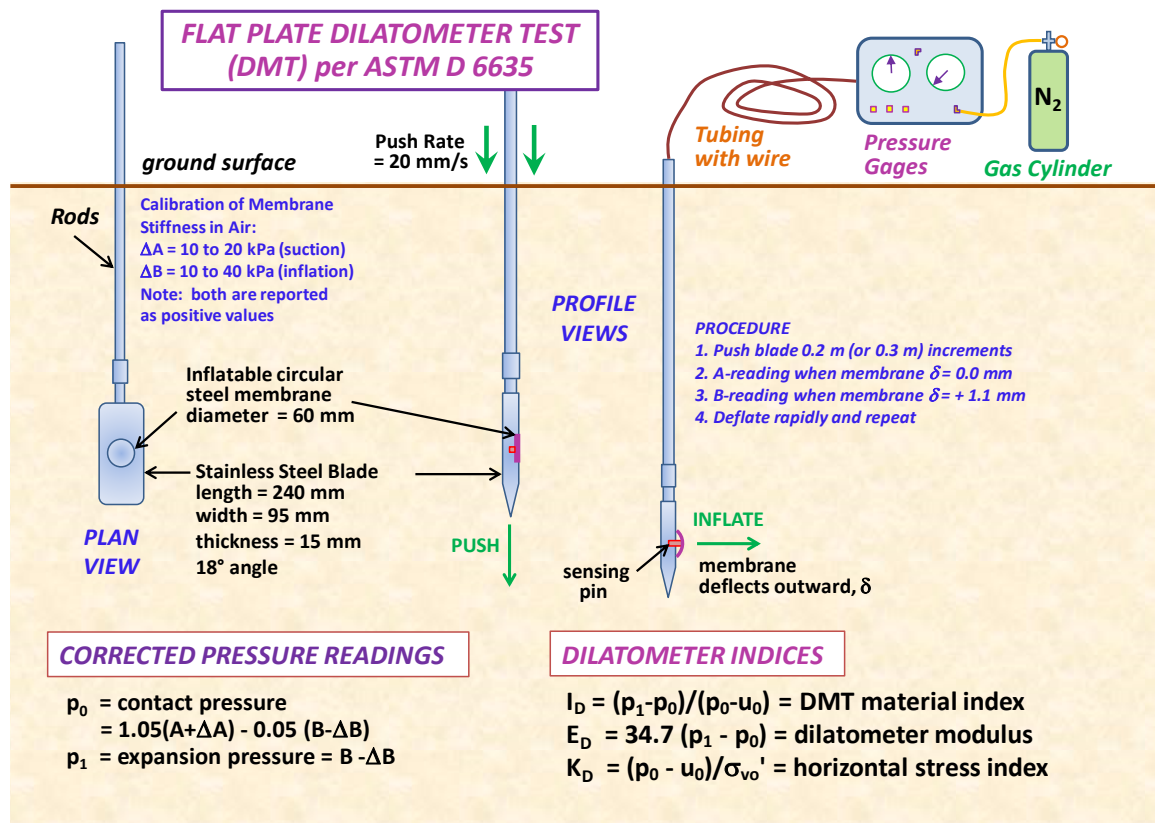 FLAT PLATE DILATOMETER TEST
(DMT) per ASTM D 6635
N₂
Tubing
with wire
Pressure
Gages
Gas Cylinder
Push Rate
= 20 mm/s
ground surface
Rods
Calibration of Membrane
Stiffness in Air:
ΔA = 10 to 20 kPa (suction)
ΔB = 10 to 40 kPa (inflation)
Note: both are reported
as positive values
PROFILE
VIEWS
PROCEDURE
1. Push blade 0.2 m (or 0.3 m) increments
2. A-reading when membrane δ = 0.0 mm
3. B-reading when membrane δ = + 1.1 mm
4. Deflate rapidly and repeat
Inflatable circular
steel membrane
diameter = 60 mm
Stainless Steel Blade
length = 240 mm
width = 95 mm
thickness = 15 mm
18° angle
PLAN
VIEW
PUSH
INFLATE
sensing
pin
membrane
deflects outward, δ
CORRECTED PRESSURE READINGS
p₀ = contact pressure
= 1.05(A+ΔA) - 0.05 (B-ΔB)
p₁ = expansion pressure = B -ΔB
DILATOMETER INDICES
I_D = (p₁-p₀)/(p₀-u₀) = DMT material index
E_D = 34.7 (p₁ - p₀) = dilatometer modulus
K_D = (p₀ - u₀)/σ_vo' = horizontal stress index